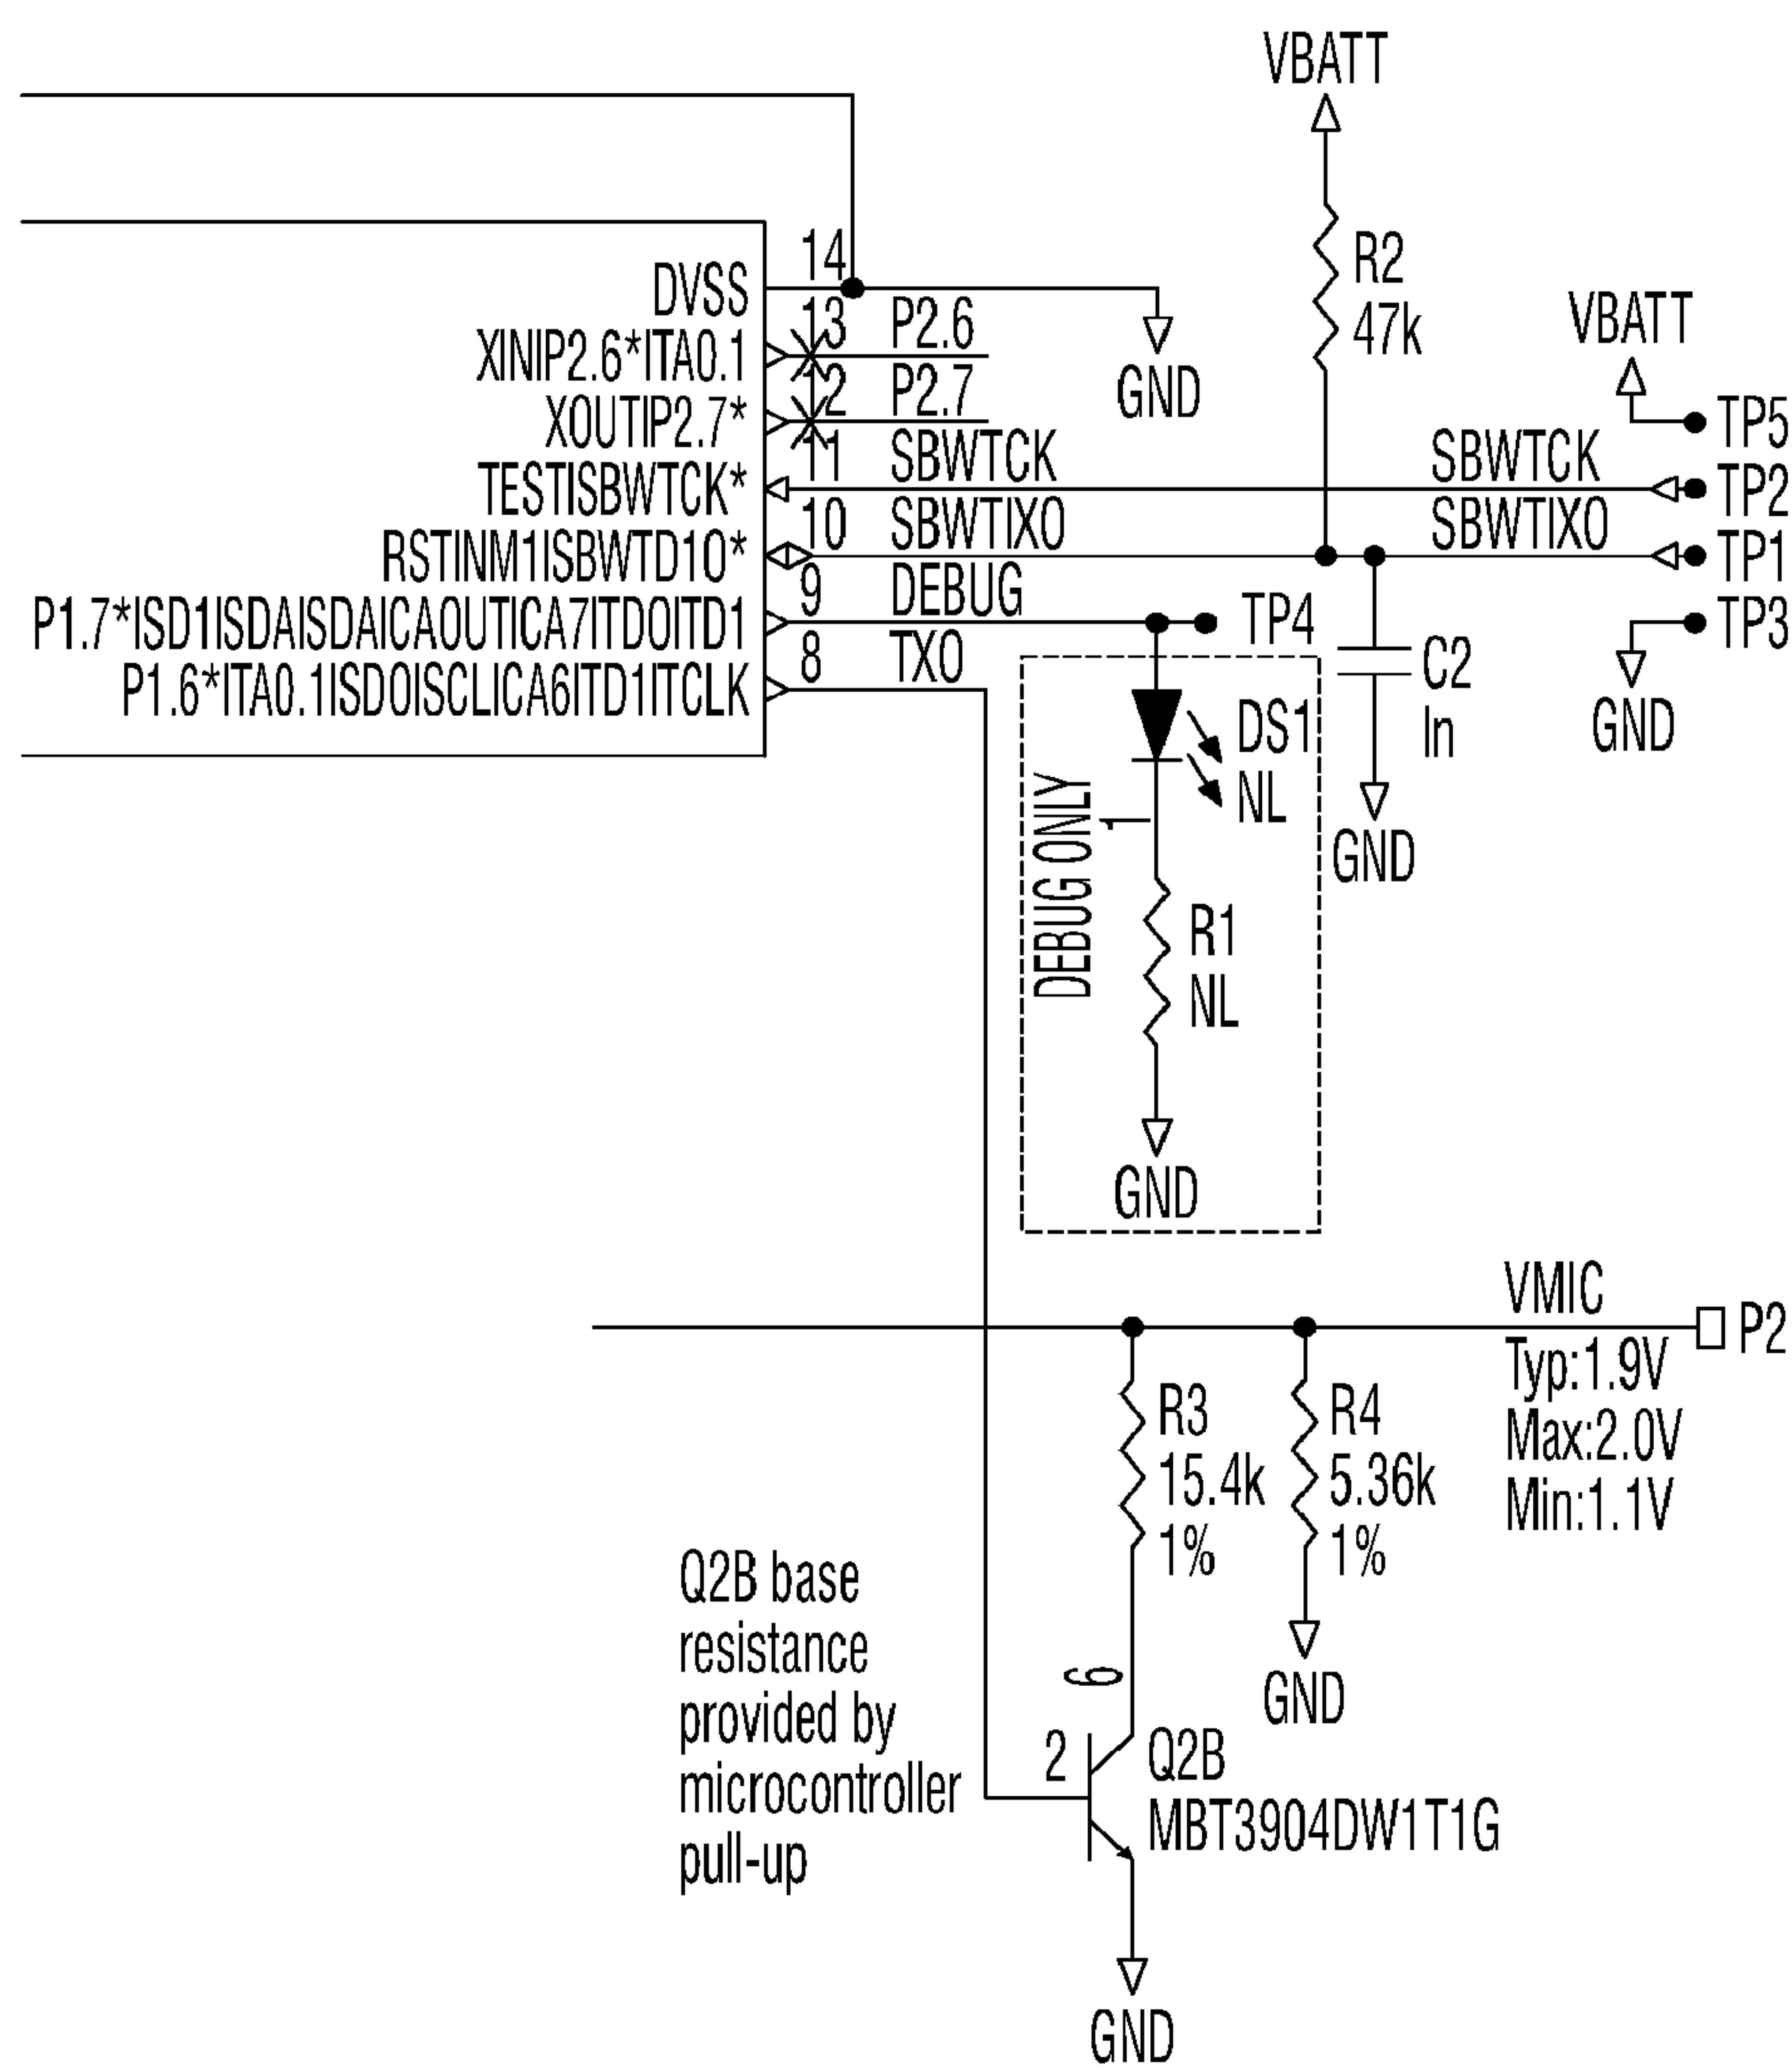 VBATT
R2
47k
VBATT
TP5
TP2
TP1
TP3
GND
DVSS
14
XINIP2.6*ITA0.1
13
P2.6
XOUTIP2.7*
12
P2.7
GND
TESTISBWTCK*
11
SBWTCK
SBWTCK
RSTINM1ISBWTD10*
10
SBWTIXO
SBWTIXO
P1.7*ISD1ISDAISDAICAOUTICA7ITDOITD1
9
DEBUG
TP4
P1.6*ITA0.1ISDOISCLICA6ITD1ITCLK
8
TXO
C2
In
GND
DEBUG ONLY
DS1
NL
1
R1
NL
GND
VMIC
P2
Typ:1.9V
Max:2.0V
Min:1.1V
R3
15.4k
1%
R4
5.36k
1%
GND
Q2B base
resistance
provided by
microcontroller
pull-up
6
2
Q2B
MBT3904DW1T1G
GND